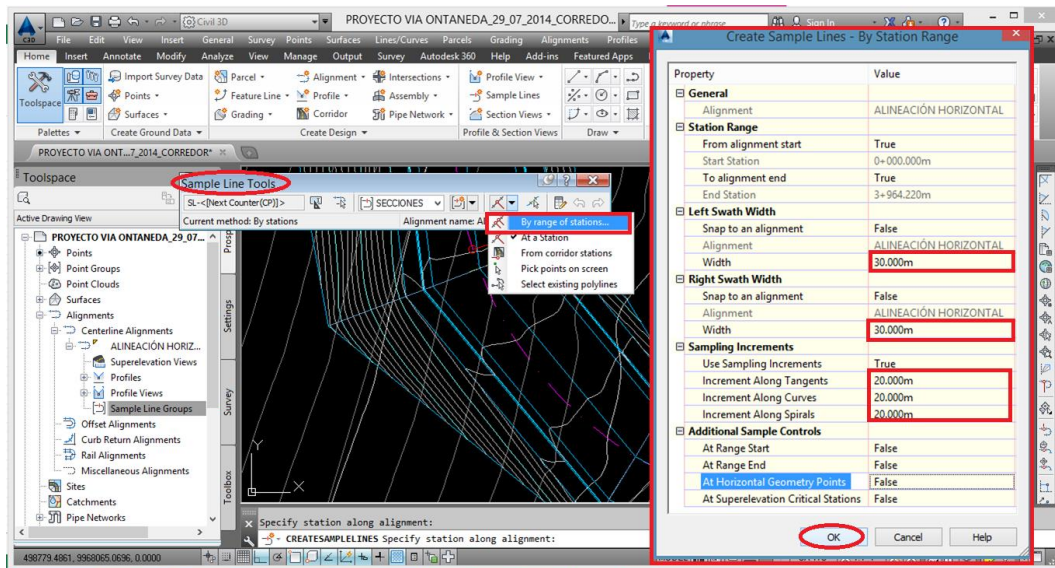 Civil 3D
PROYECTO VIA ONTANEDA_29_07_2014_CORREDO...
Type a keyword or phrase
Sign In
C3D
File Edit View Insert General Survey Points Surfaces Lines/Curves Parcels Grading Alignments Profiles
Home Insert Annotate Modify Analyze View Manage Output Survey Autodesk 360 Help Add-ins Featured Apps
Toolspace
Import Survey Data
Points
Surfaces
Parcel
Feature Line
Grading
Alignment
Profile
Corridor
Intersections
Assembly
Pipe Network
Profile View
Sample Lines
Section Views
Palettes
Create Ground Data
Create Design
Profile & Section Views
Draw
PROYECTO VIA ONT...7_2014_CORREDOR*
Toolspace
Active Drawing View
PROYECTO VIA ONTANEDA_29_07...
Points
Point Groups
Point Clouds
Surfaces
Alignments
Centerline Alignments
ALINEACIÓN HORIZ...
Superelevation Views
Profiles
Profile Views
Sample Line Groups
Offset Alignments
Curb Return Alignments
Rail Alignments
Miscellaneous Alignments
Sites
Catchments
Pipe Networks
Prosp
Settings
Survey
Toolbox
Sample Line Tools
SL-<[Next Counter(CP)]>
SECCIONES
Current method: By stations
Alignment name: Al
By range of stations...
At a Station
From corridor stations
Pick points on screen
Select existing polylines
Y
X
Specify station along alignment:
CREATESAMPLELINES Specify station along alignment:
498779.4861, 9968065.0696, 0.0000
Create Sample Lines - By Station Range
Property Value
General
Alignment ALINEACIÓN HORIZONTAL
Station Range
From alignment start True
Start Station 0+000.000m
To alignment end True
End Station 3+964.220m
Left Swath Width
Snap to an alignment False
Alignment ALINEACIÓN HORIZONTAL
Width 30.000m
Right Swath Width
Snap to an alignment False
Alignment ALINEACIÓN HORIZONTAL
Width 30.000m
Sampling Increments
Use Sampling Increments True
Increment Along Tangents 20.000m
Increment Along Curves 20.000m
Increment Along Spirals 20.000m
Additional Sample Controls
At Range Start False
At Range End False
At Horizontal Geometry Points False
At Superelevation Critical Stations False
OK Cancel Help